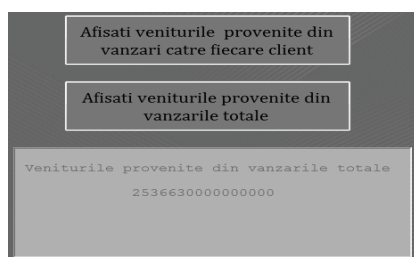 Afisati veniturile provenite din
vanzari catre fiecare client
Afisati veniturile provenite din
vanzarile totale
Veniturile provenite din vanzarile totale
2536630000000000